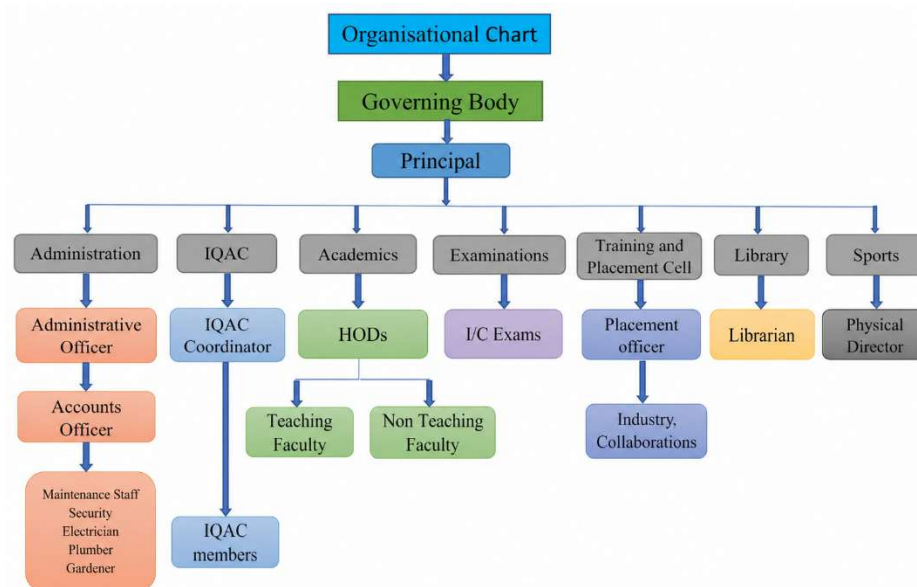 Organisational Chart
Governing Body
Principal
Administration
IQAC
Academics
Examinations
Training and
Placement Cell
Library
Sports
Administrative
Officer
IQAC
Coordinator
HODs
I/C Exams
Placement
officer
Librarian
Physical
Director
Accounts
Officer
Teaching
Faculty
Non Teaching
Faculty
Industry,
Collaborations
Maintenance Staff
Security
Electrician
Plumber
Gardener
IQAC
members